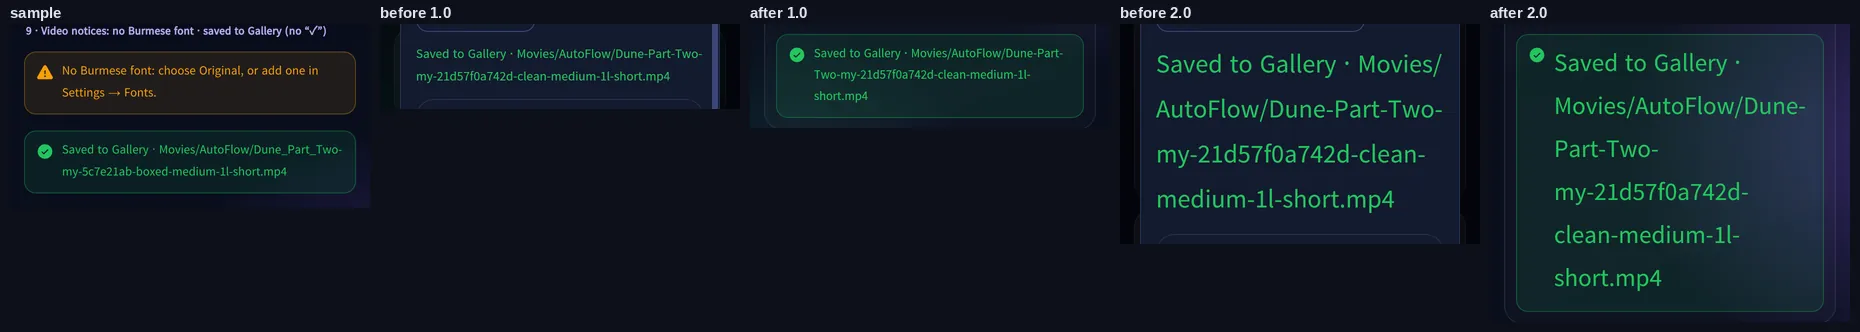 sample
9 · Video notices: no Burmese font · saved to Gallery (no “✓”)
No Burmese font: choose Original, or add one in
Settings → Fonts.
Saved to Gallery · Movies/AutoFlow/Dune_Part_Two-
my-5c7e21ab-boxed-medium-1l-short.mp4
before 1.0
Saved to Gallery · Movies/AutoFlow/Dune-Part-Two-
my-21d57f0a742d-clean-medium-1l-short.mp4
after 1.0
Saved to Gallery · Movies/AutoFlow/Dune-Part-
Two-my-21d57f0a742d-clean-medium-1l-
short.mp4
before 2.0
Saved to Gallery · Movies/
AutoFlow/Dune-Part-Two-
my-21d57f0a742d-clean-
medium-1l-short.mp4
after 2.0
Saved to Gallery ·
Movies/AutoFlow/Dune-
Part-Two-
my-21d57f0a742d-
clean-medium-1l-
short.mp4